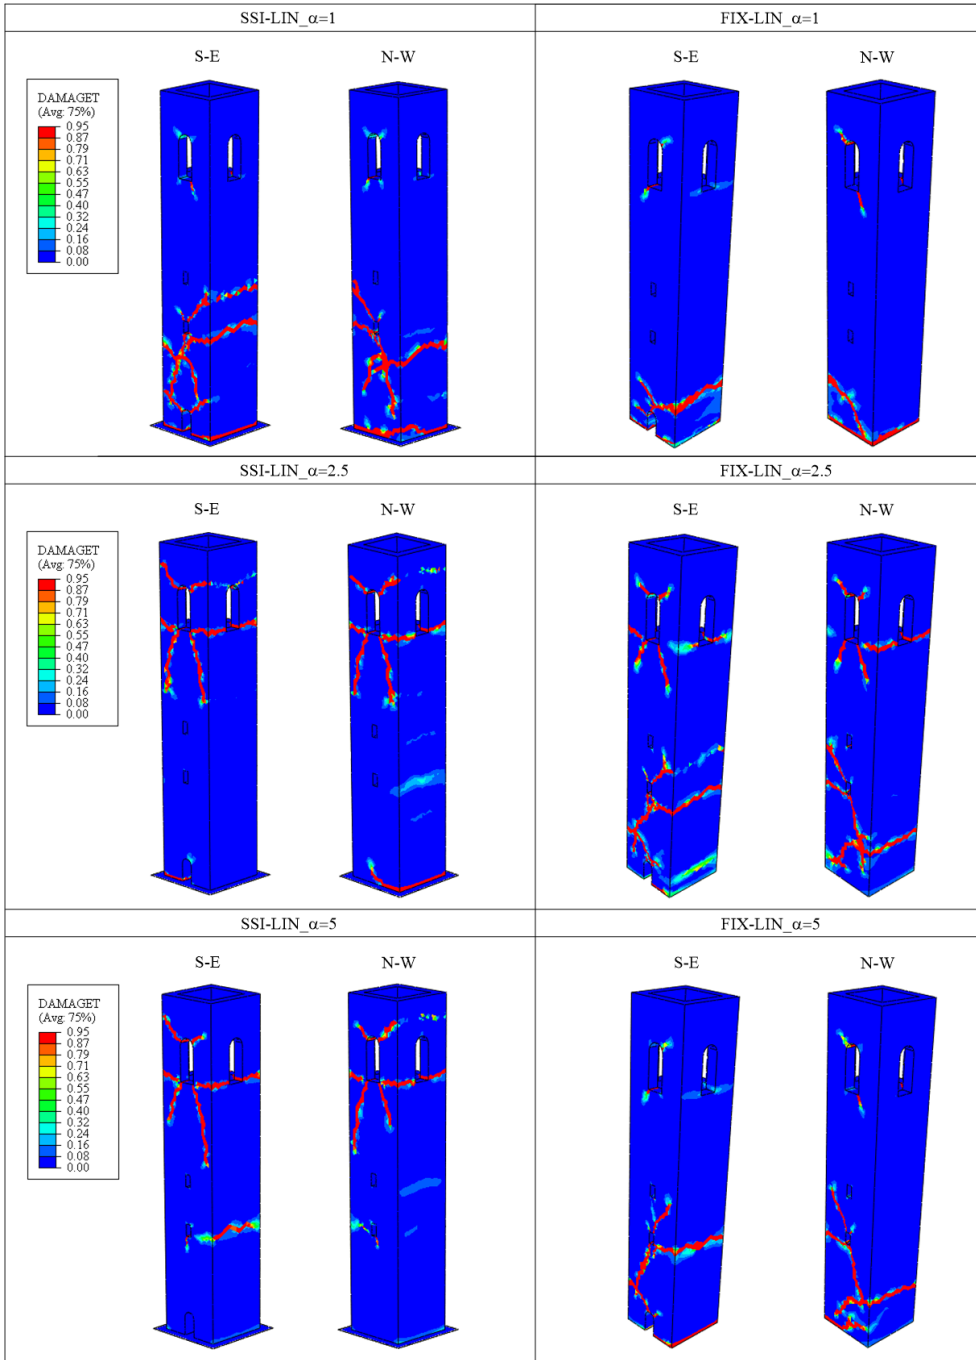 SSI-LIN_α=1
FIX-LIN_α=1
S-E
N-W
S-E
N-W
DAMAGET
(Avg: 75%)
0.95
0.87
0.79
0.71
0.63
0.55
0.47
0.40
0.32
0.24
0.16
0.08
0.00
SSI-LIN_α=2.5
FIX-LIN_α=2.5
S-E
N-W
S-E
N-W
DAMAGET
(Avg: 75%)
0.95
0.87
0.79
0.71
0.63
0.55
0.47
0.40
0.32
0.24
0.16
0.08
0.00
SSI-LIN_α=5
FIX-LIN_α=5
S-E
N-W
S-E
N-W
DAMAGET
(Avg: 75%)
0.95
0.87
0.79
0.71
0.63
0.55
0.47
0.40
0.32
0.24
0.16
0.08
0.00